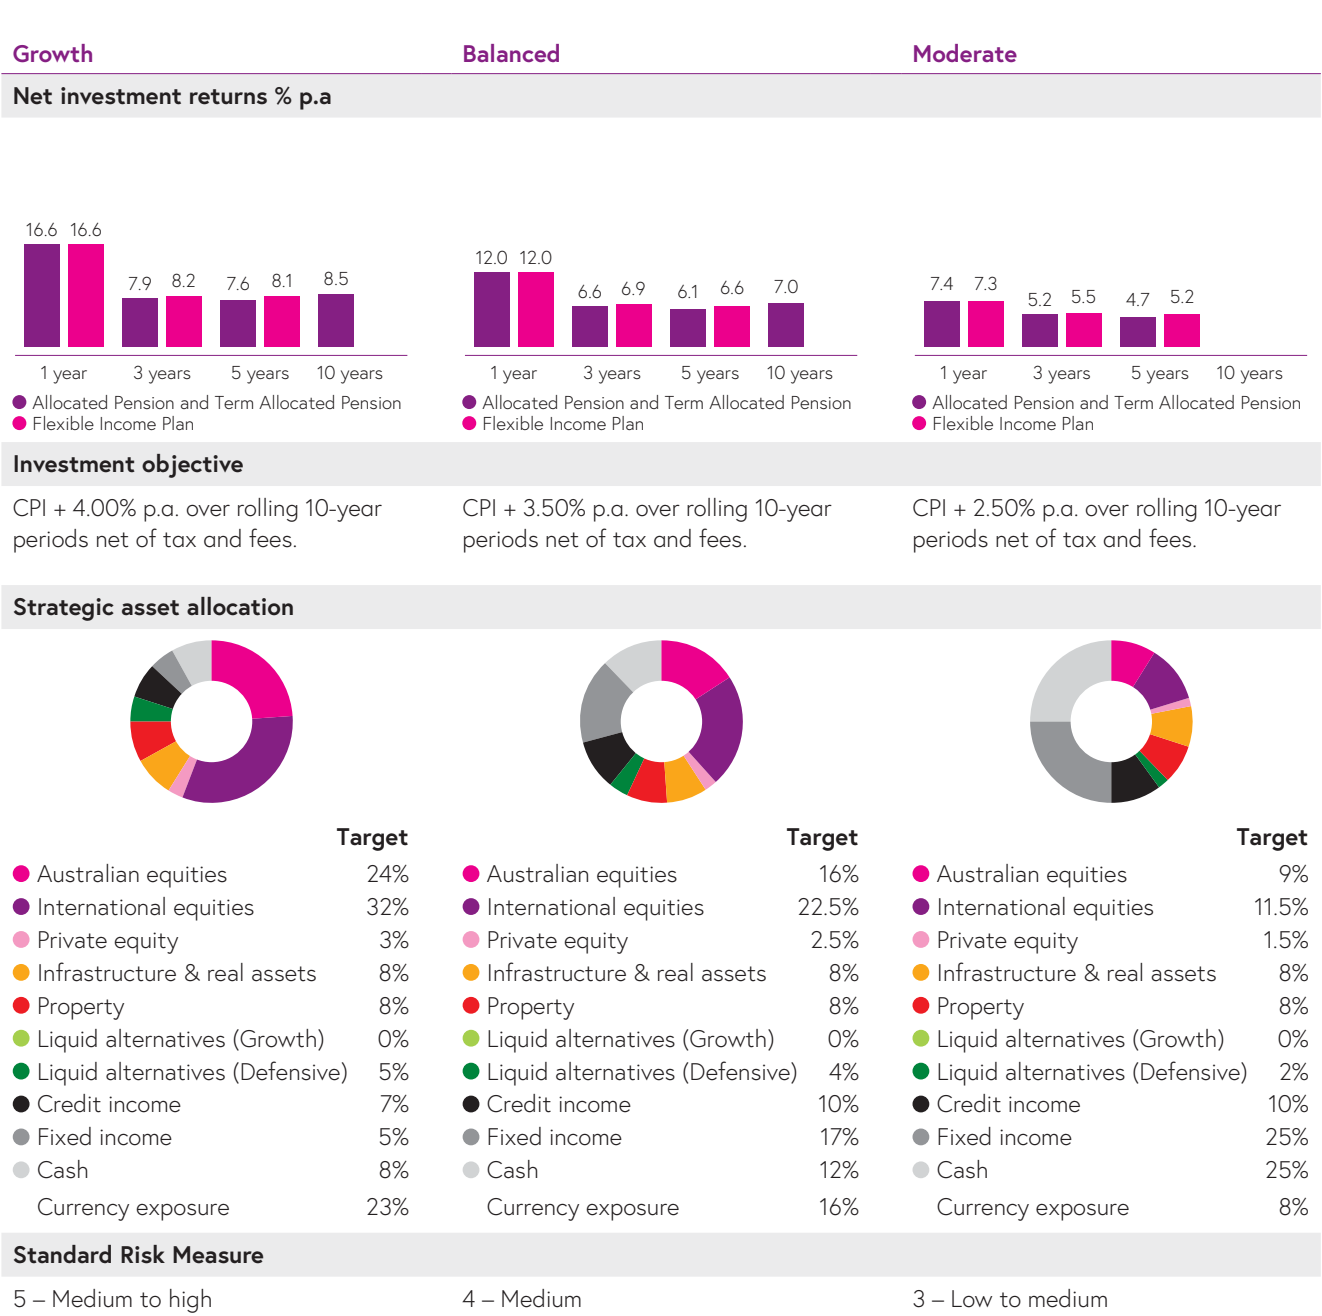 Growth Balanced Moderate
Net investment returns % p.a
16.6 16.6 7.9 8.2 7.6 8.1 8.5
1 year 3 years 5 years 10 years
Allocated Pension and Term Allocated Pension
Flexible Income Plan
12.0 12.0 6.6 6.9 6.1 6.6 7.0
1 year 3 years 5 years 10 years
Allocated Pension and Term Allocated Pension
Flexible Income Plan
7.4 7.3 5.2 5.5 4.7 5.2
1 year 3 years 5 years 10 years
Allocated Pension and Term Allocated Pension
Flexible Income Plan
Investment objective
CPI + 4.00% p.a. over rolling 10-year
periods net of tax and fees.
CPI + 3.50% p.a. over rolling 10-year
periods net of tax and fees.
CPI + 2.50% p.a. over rolling 10-year
periods net of tax and fees.
Strategic asset allocation
Target
Australian equities 24%
International equities 32%
Private equity 3%
Infrastructure & real assets 8%
Property 8%
Liquid alternatives (Growth) 0%
Liquid alternatives (Defensive) 5%
Credit income 7%
Fixed income 5%
Cash 8%
Currency exposure 23%
Target
Australian equities 16%
International equities 22.5%
Private equity 2.5%
Infrastructure & real assets 8%
Property 8%
Liquid alternatives (Growth) 0%
Liquid alternatives (Defensive) 4%
Credit income 10%
Fixed income 17%
Cash 12%
Currency exposure 16%
Target
Australian equities 9%
International equities 11.5%
Private equity 1.5%
Infrastructure & real assets 8%
Property 8%
Liquid alternatives (Growth) 0%
Liquid alternatives (Defensive) 2%
Credit income 10%
Fixed income 25%
Cash 25%
Currency exposure 8%
Standard Risk Measure
5 – Medium to high 4 – Medium 3 – Low to medium